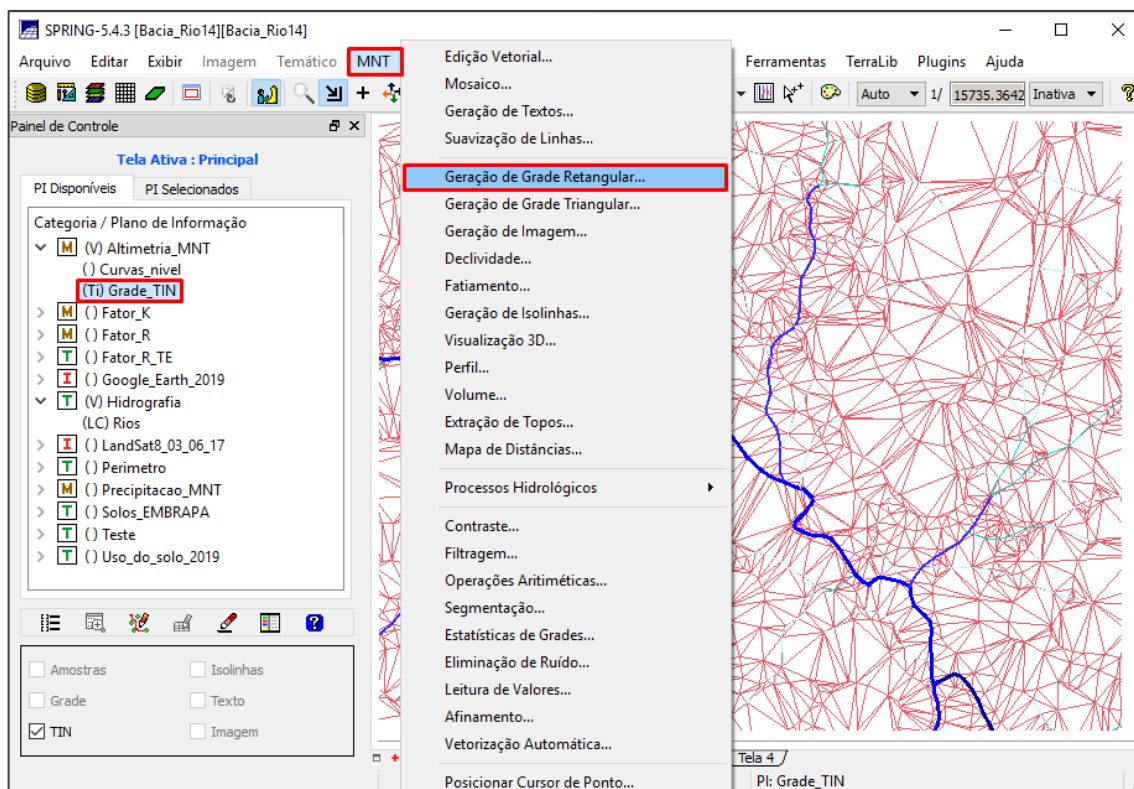 SPRING-5.4.3 [Bacia_Rio14][Bacia_Rio14]
Arquivo Editar Exibir Imagem Temático MNT Ferramentas TerraLib Plugins Ajuda
Auto 1/ 15735.3642 Inativa
Painel de Controle
Tela Ativa : Principal
PI Disponíveis PI Selecionados
Categoria / Plano de Informação
M (V) Altimetria_MNT
() Curvas_nivel
(Ti) Grade_TIN
M () Fator_K
M () Fator_R
T () Fator_R_TE
I () Google_Earth_2019
T (V) Hidrografia
(LC) Rios
I () LandSat8_03_06_17
T () Perimetro
M () Precipitacao_MNT
T () Solos_EMBRAPA
T () Teste
T () Uso_do_solo_2019
Amostras Isolinhas
Grade Texto
TIN Imagem
Edição Vetorial...
Mosaico...
Geração de Textos...
Suavização de Linhas...
Geração de Grade Retangular...
Geração de Grade Triangular...
Geração de Imagem...
Declividade...
Fatiamento...
Geração de Isolinhas...
Visualização 3D...
Perfil...
Volume...
Extração de Topos...
Mapa de Distâncias...
Processos Hidrológicos
Contraste...
Filtragem...
Operações Aritiméticas...
Segmentação...
Estatísticas de Grades...
Eliminação de Ruído...
Leitura de Valores...
Afinamento...
Vetorização Automática...
Posicionar Cursor de Ponto...
Tela 4
PI: Grade_TIN